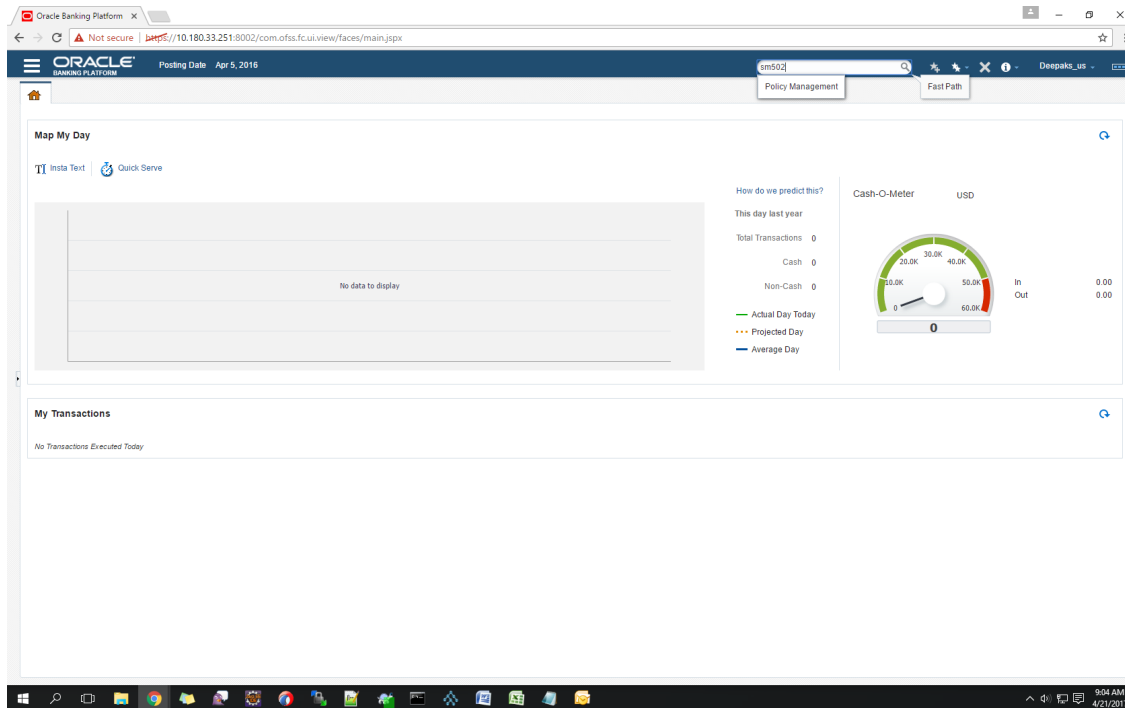 Oracle Banking Platform
Not secure | https://10.180.33.251:8002/com.ofss.fc.ui.view/faces/main.jspx
ORACLE
BANKING PLATFORM
Posting Date Apr 5, 2016
sm502
Deepaks_us
Policy Management
Fast Path
Map My Day
Insta Text
Quick Serve
How do we predict this?
This day last year
Total Transactions 0
Cash 0
Non-Cash 0
Actual Day Today
Projected Day
Average Day
No data to display
Cash-O-Meter USD
30.0K
20.0K 40.0K
10.0K 50.0K
0 60.0K
0
In 0.00
Out 0.00
My Transactions
No Transactions Executed Today
9:04 AM
4/21/201